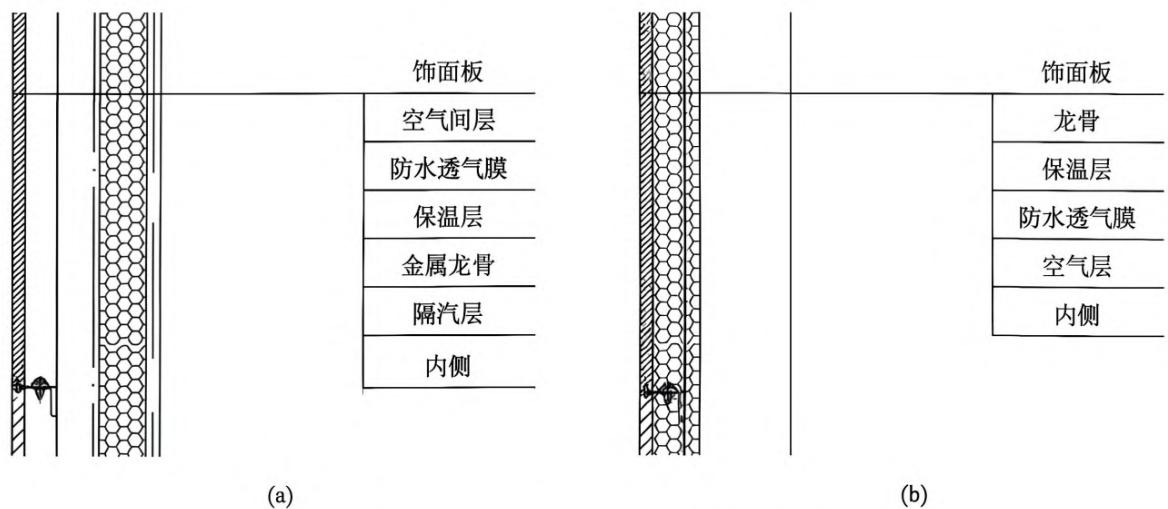 饰面板
空气间层
防水透气膜
保温层
金属龙骨
隔汽层
内侧
(a)
饰面板
龙骨
保温层
防水透气膜
空气层
内侧
(b)